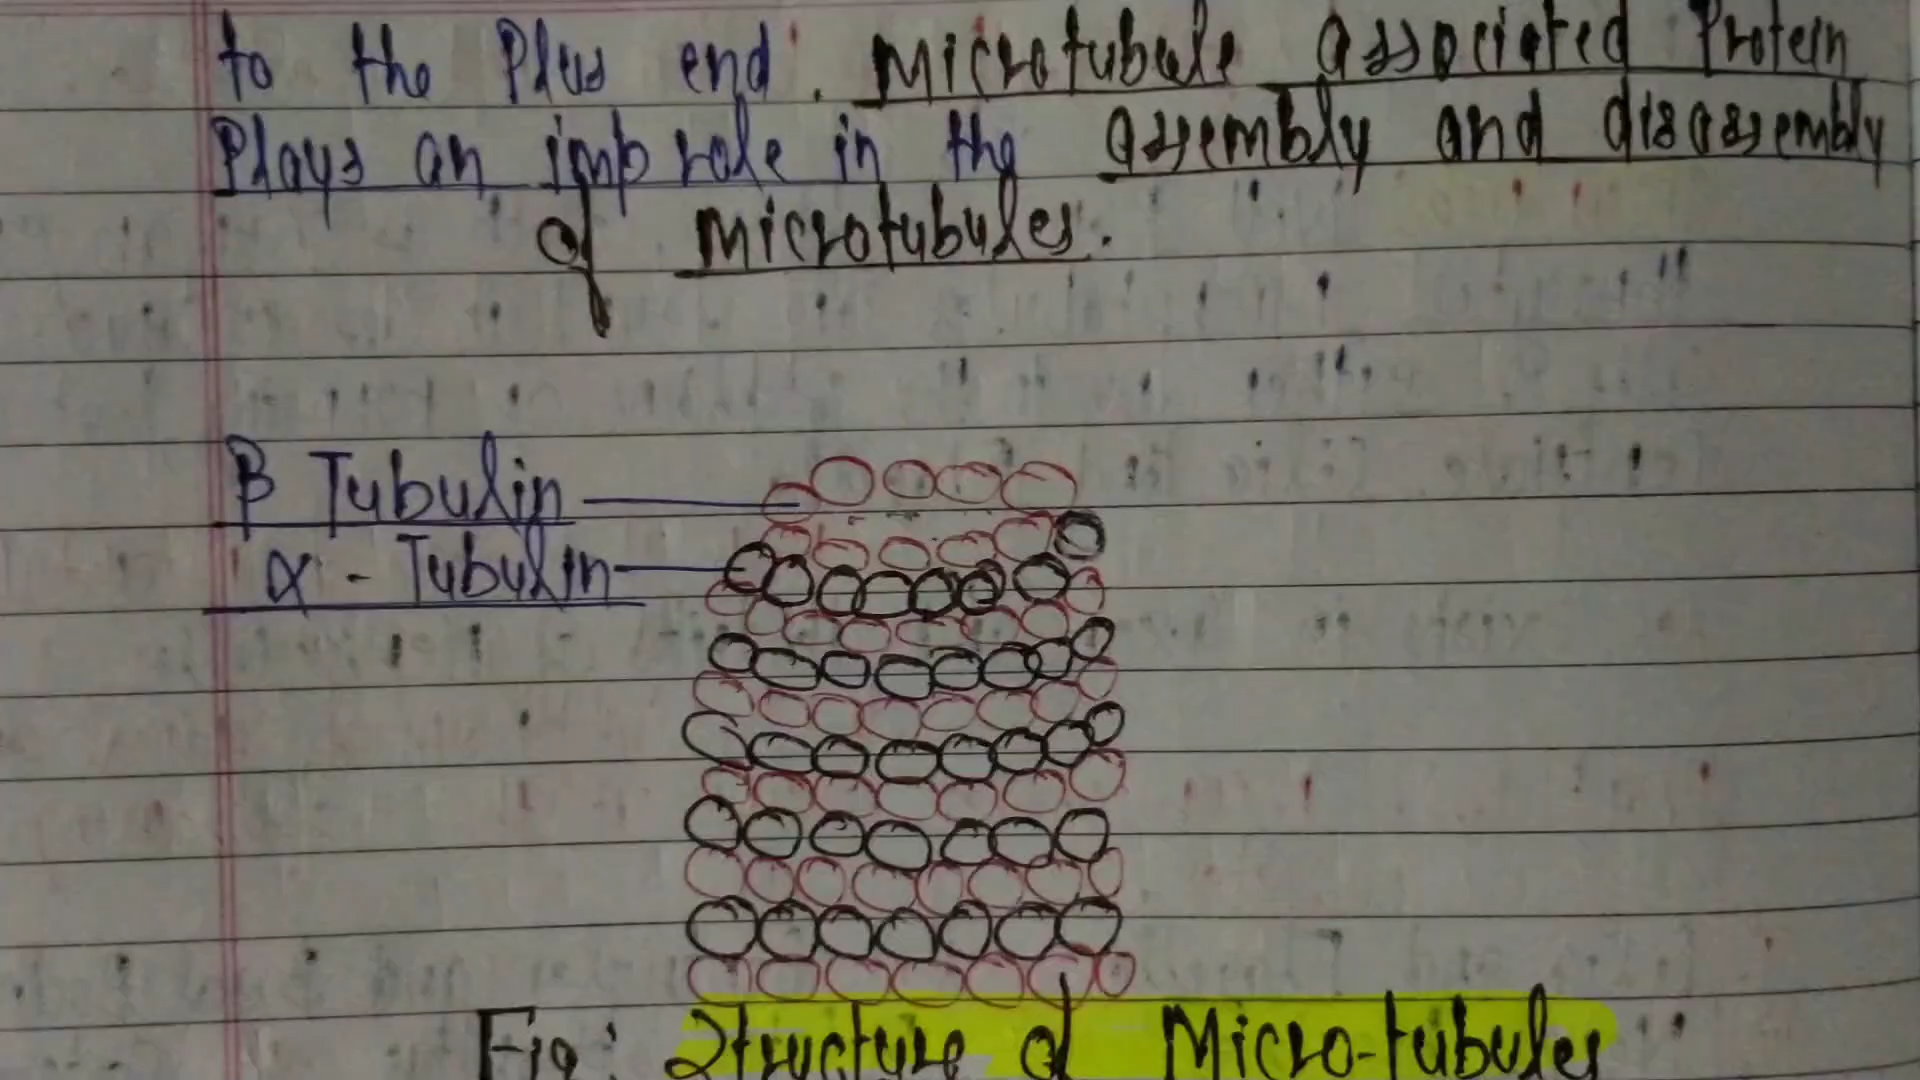 to the Plus end. Microtubule associated Protein
Plays an imp role in the assembly and disassembly
of microtubules.
β Tubulin
α - Tubulin
Fig: Structure of Micro-tubules